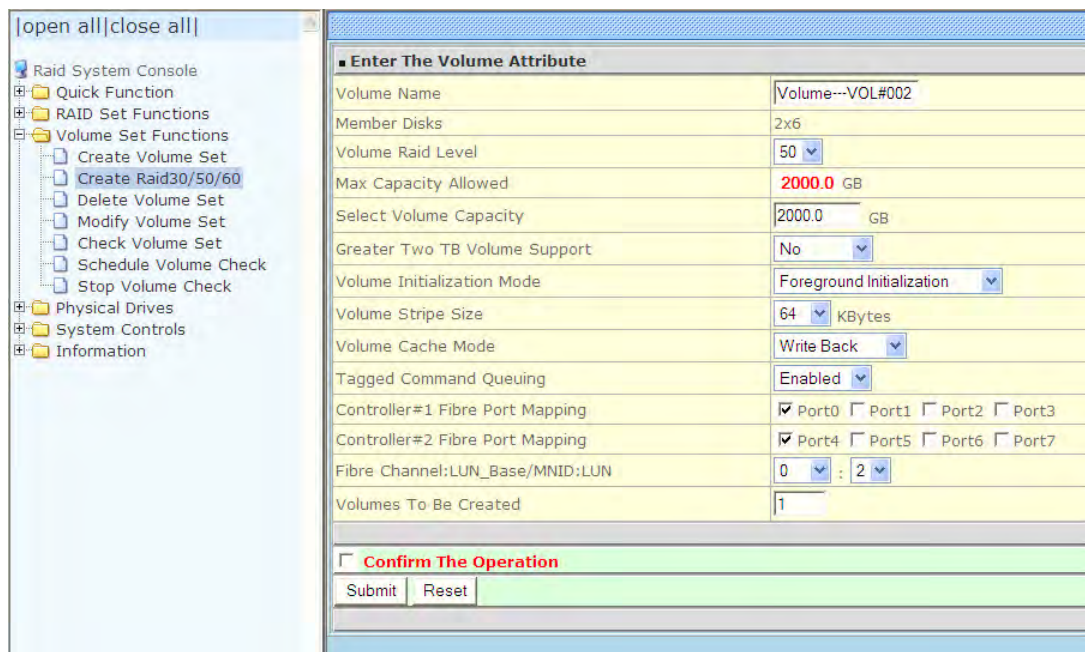 |open all|close all|
Raid System Console
Quick Function
RAID Set Functions
Volume Set Functions
Create Volume Set
Create Raid30/50/60
Delete Volume Set
Modify Volume Set
Check Volume Set
Schedule Volume Check
Stop Volume Check
Physical Drives
System Controls
Information
Enter The Volume Attribute
Volume Name Volume---VOL#002
Member Disks 2x6
Volume Raid Level 50
Max Capacity Allowed 2000.0 GB
Select Volume Capacity 2000.0 GB
Greater Two TB Volume Support No
Volume Initialization Mode Foreground Initialization
Volume Stripe Size 64 KBytes
Volume Cache Mode Write Back
Tagged Command Queuing Enabled
Controller#1 Fibre Port Mapping Port0 Port1 Port2 Port3
Controller#2 Fibre Port Mapping Port4 Port5 Port6 Port7
Fibre Channel:LUN_Base/MNID:LUN 0 : 2
Volumes To Be Created 1
Confirm The Operation
Submit Reset